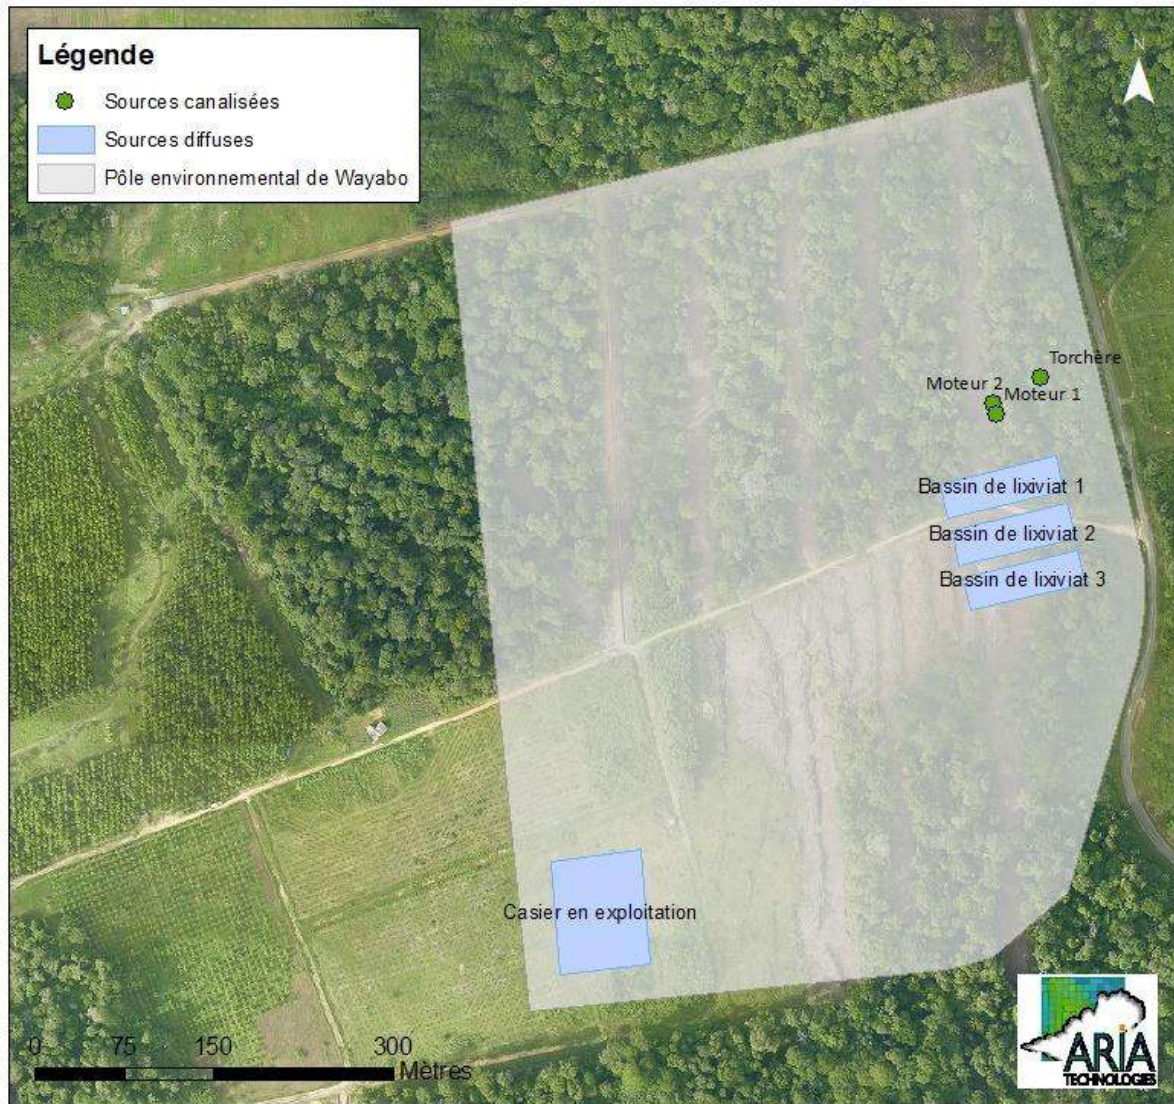 Légende
Sources canalisées
Sources diffuses
Pôle environnemental de Wayabo
N
Torchère
Moteur 2
Moteur 1
Bassin de lixiviat 1
Bassin de lixiviat 2
Bassin de lixiviat 3
Casier en exploitation
0 75 150 300
Mètres
ARIA
TECHNOLOGIES